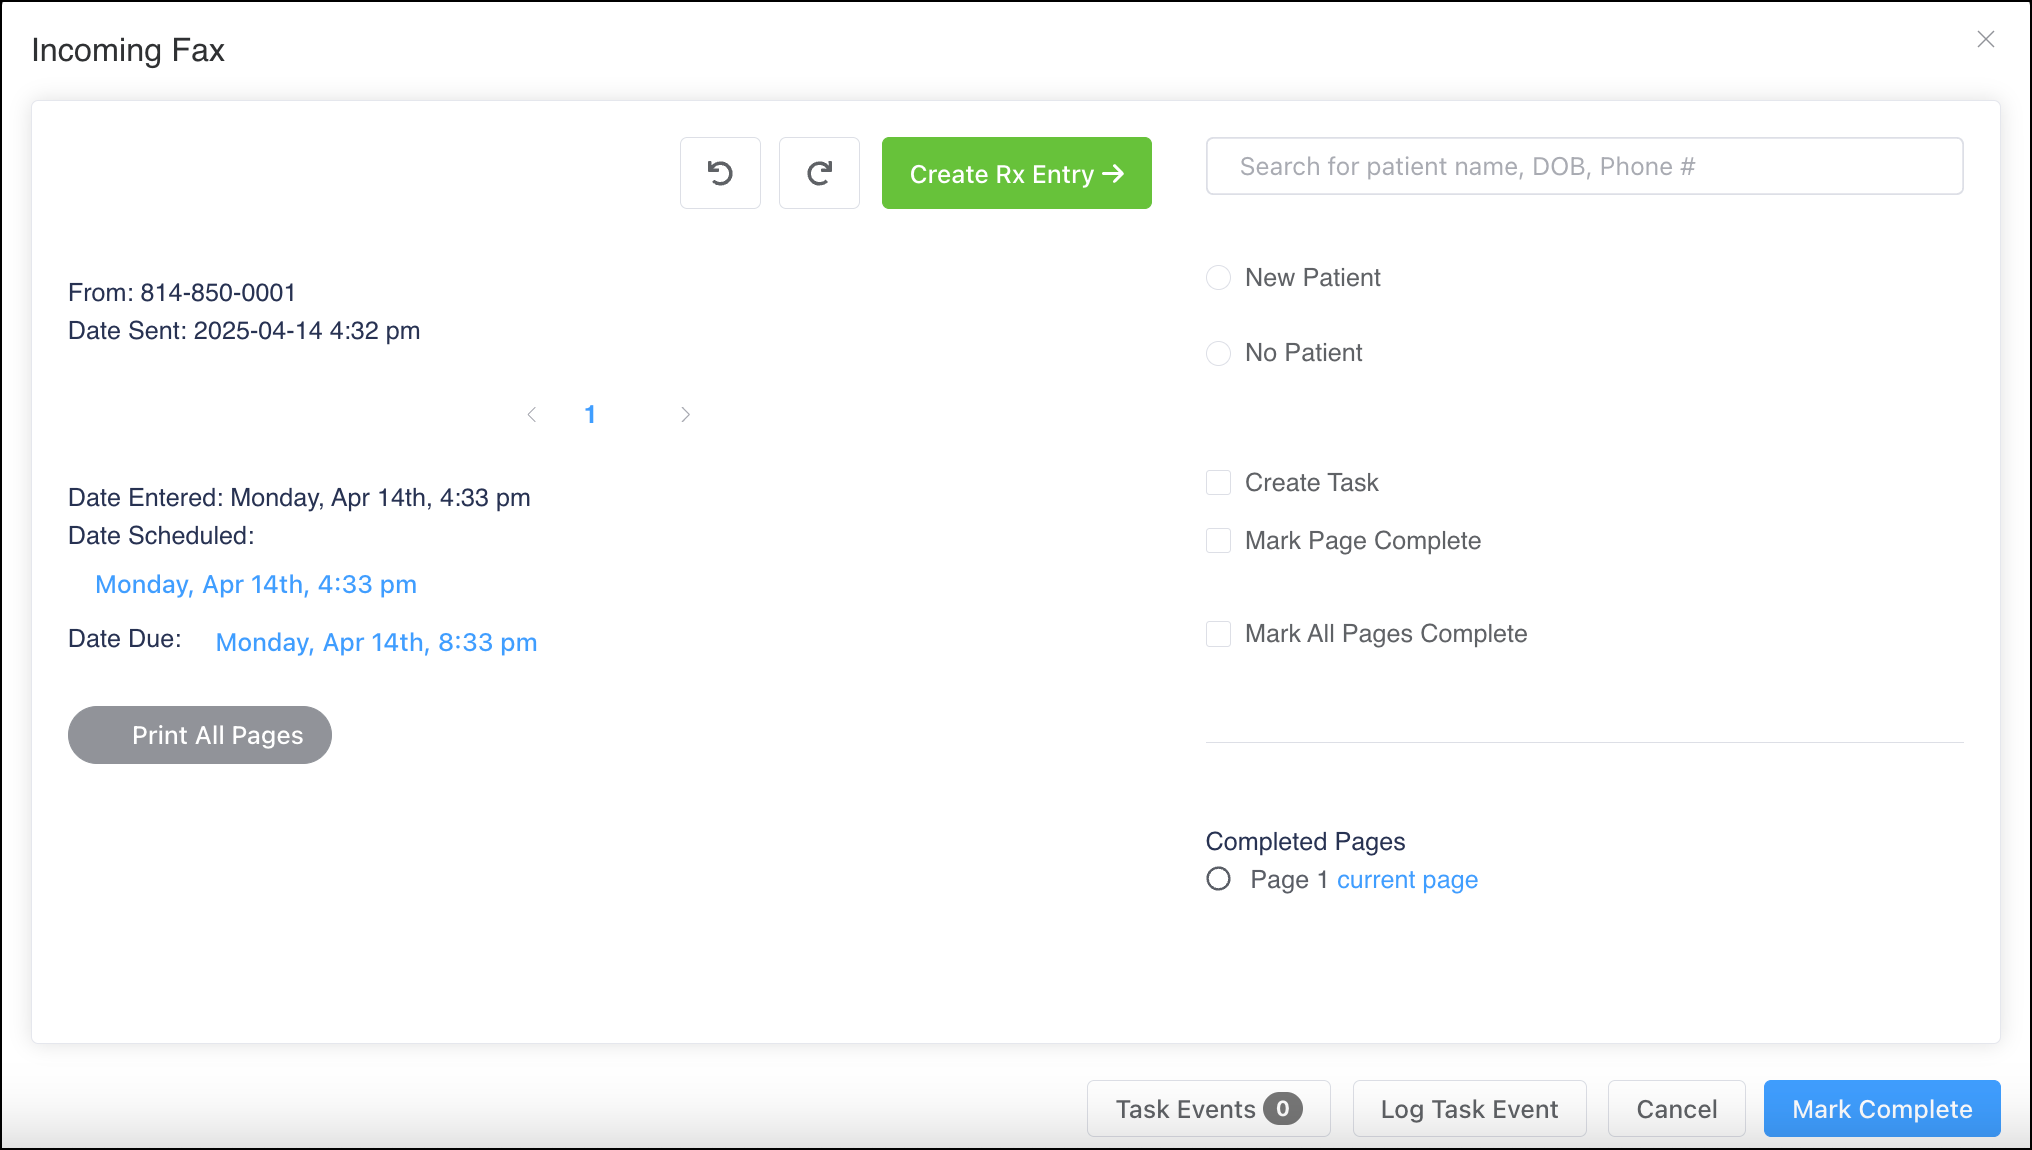 Incoming Fax
Create Rx Entry
Search for patient name, DOB, Phone #
From: 814-850-0001
Date Sent: 2025-04-14 4:32 pm
1
Date Entered: Monday, Apr 14th, 4:33 pm
Date Scheduled:
Monday, Apr 14th, 4:33 pm
Date Due: Monday, Apr 14th, 8:33 pm
Print All Pages
New Patient
No Patient
Create Task
Mark Page Complete
Mark All Pages Complete
Completed Pages
Page 1 current page
Task Events 0
Log Task Event
Cancel
Mark Complete